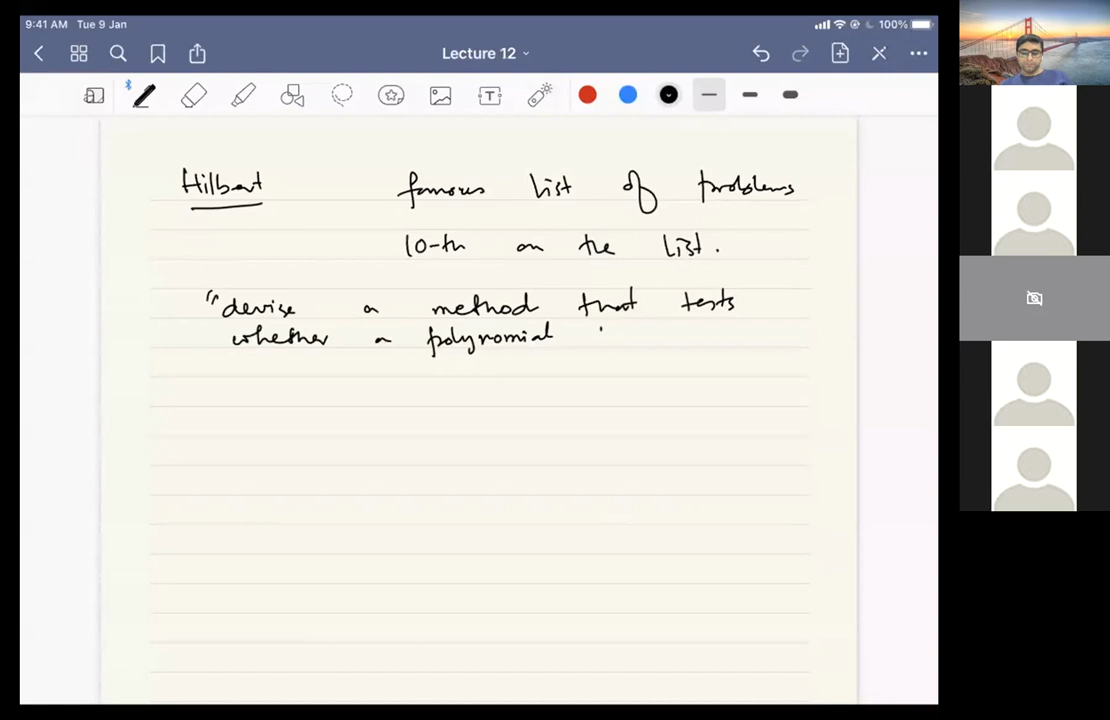 9:41 AM Tue 9 Jan
100%
Lecture 12
T
Hilbert famous list of problems
10-th on the list.
"devise a method that tests
whether a polynomial